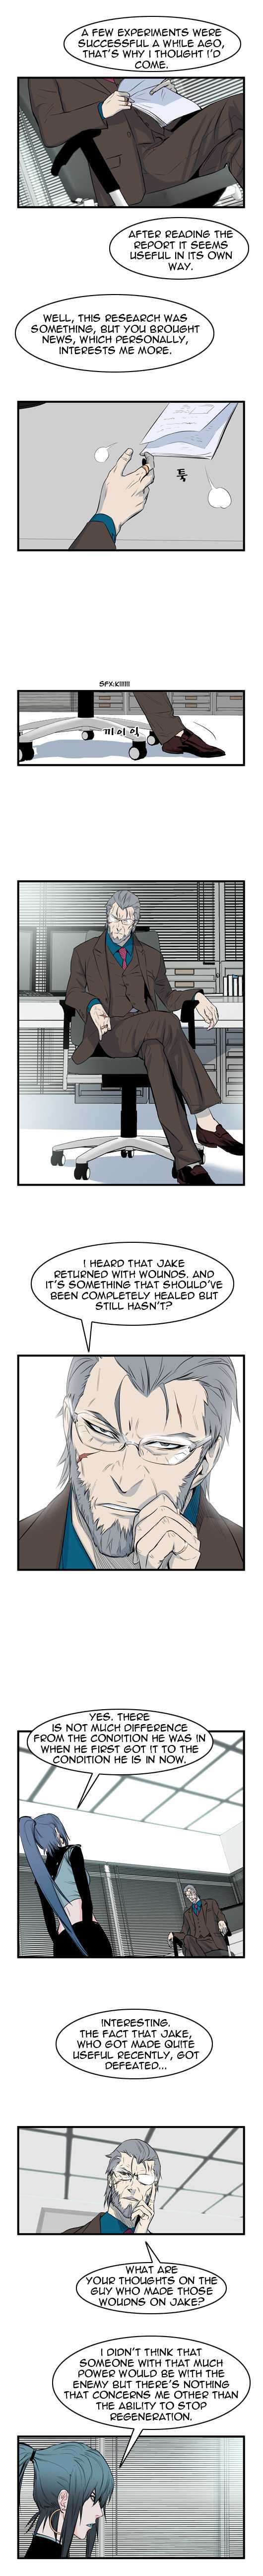 A FEW EXPERIMENTS WERE
SUCCESSFUL A WHILE AGO,
THAT'S WHY I THOUGHT I'D
COME.
AFTER READING THE
REPORT IT SEEMS
USEFUL IN ITS OWN
WAY.
WELL, THIS RESEARCH WAS
SOMETHING, BUT YOU BROUGHT
NEWS, WHICH PERSONALLY,
INTERESTS ME MORE.
툭
SFX:KIIIIII
끼이익
I HEARD THAT JAKE
RETURNED WITH WOUNDS. AND
IT'S SOMETHING THAT SHOULD'VE
BEEN COMPLETELY HEALED BUT
STILL HASN'T?
YES. THERE
IS NOT MUCH DIFFERENCE
FROM THE CONDITION HE WAS IN
WHEN HE FIRST GOT IT TO THE
CONDITION HE IS IN NOW.
INTERESTING.
THE FACT THAT JAKE,
WHO GOT MADE QUITE
USEFUL RECENTLY, GOT
DEFEATED...
WHAT ARE
YOUR THOUGHTS ON THE
GUY WHO MADE THOSE
WOUDNS ON JAKE?
I DIDN'T THINK THAT
SOMEONE WITH THAT MUCH
POWER WOULD BE WITH THE
ENEMY BUT THERE'S NOTHING
THAT CONCERNS ME OTHER THAN
THE ABILITY TO STOP
REGENERATION.